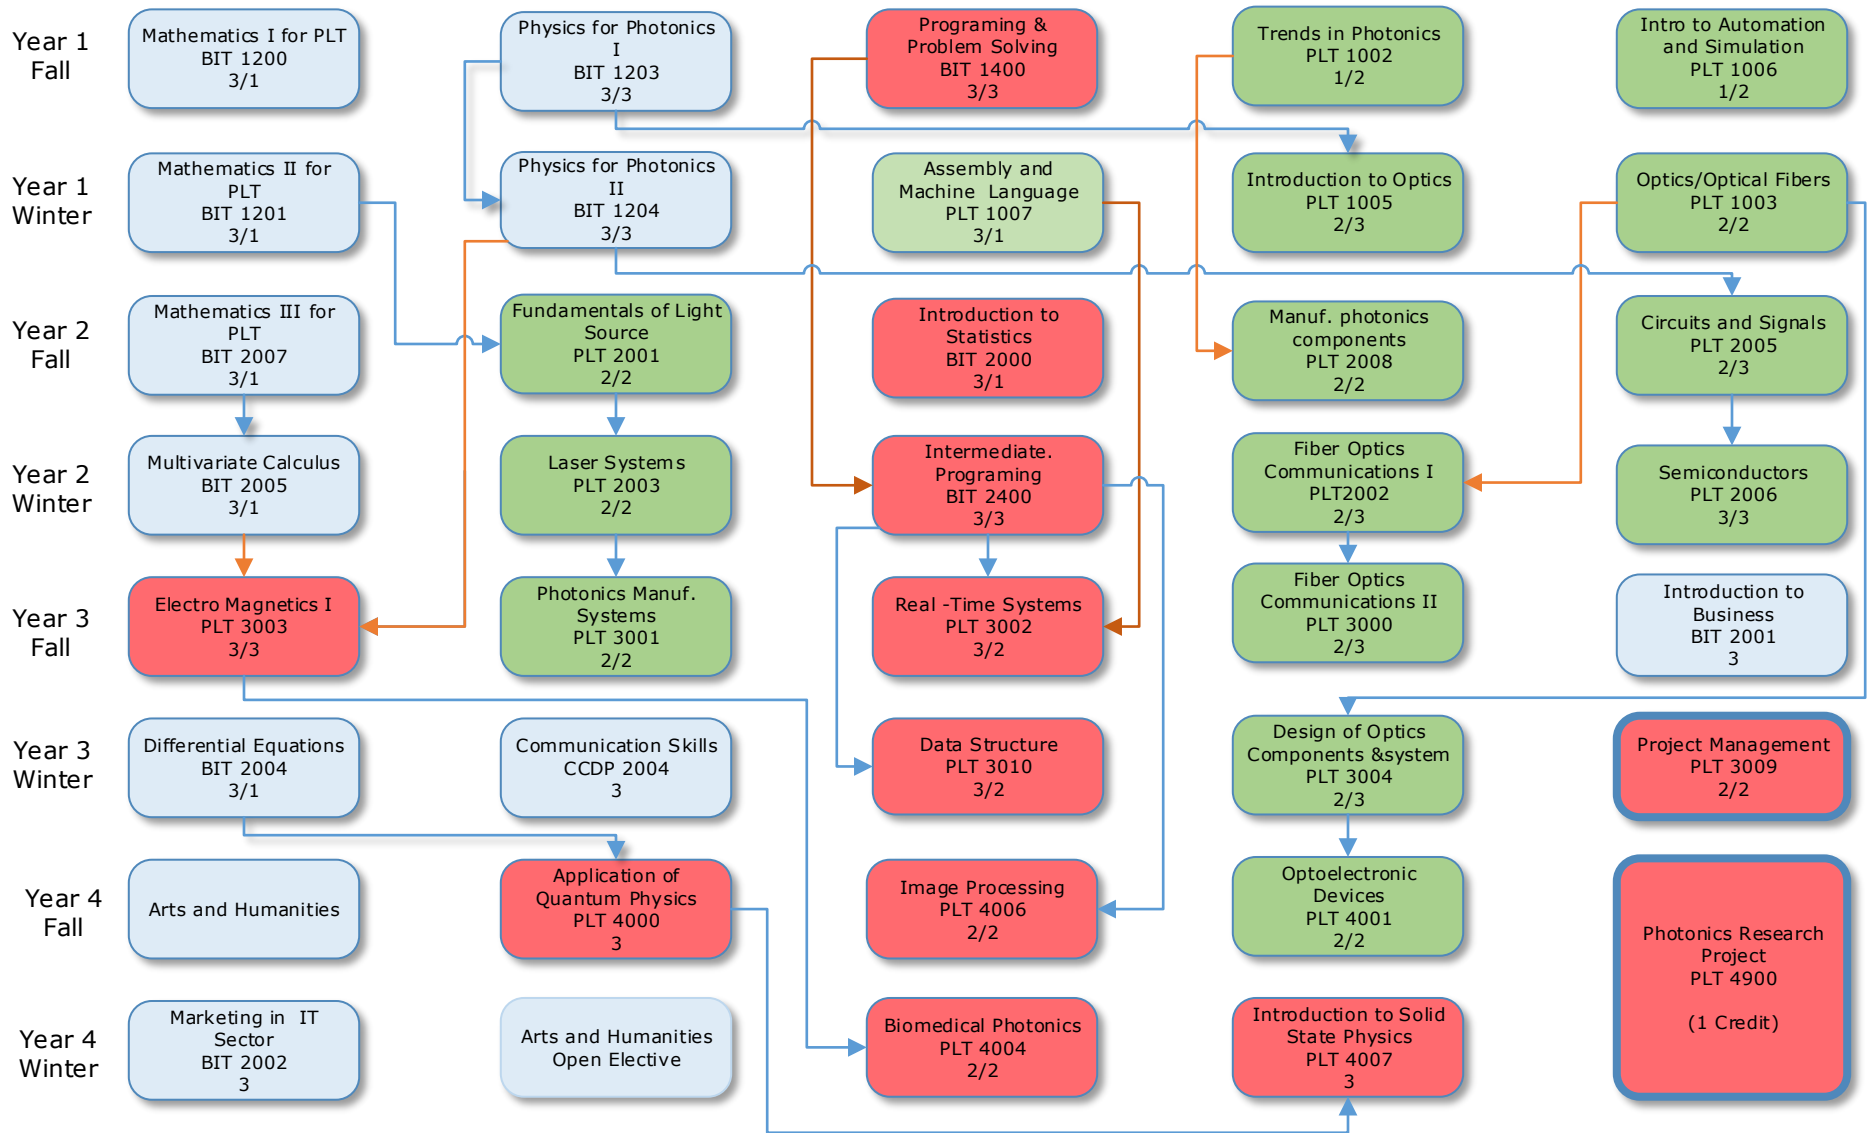 Year 1
Fall
Mathematics I for PLT
BIT 1200
3/1
Physics for Photonics
I
BIT 1203
3/3
Programing &
Problem Solving
BIT 1400
3/3
Trends in Photonics
PLT 1002
1/2
Intro to Automation
and Simulation
PLT 1006
1/2
Year 1
Winter
Mathematics II for
PLT
BIT 1201
3/1
Physics for Photonics
II
BIT 1204
3/3
Assembly and
Machine Language
PLT 1007
3/1
Introduction to Optics
PLT 1005
2/3
Optics/Optical Fibers
PLT 1003
2/2
Year 2
Fall
Mathematics III for
PLT
BIT 2007
3/1
Fundamentals of Light
Source
PLT 2001
2/2
Introduction to
Statistics
BIT 2000
3/1
Manuf. photonics
components
PLT 2008
2/2
Circuits and Signals
PLT 2005
2/3
Year 2
Winter
Multivariate Calculus
BIT 2005
3/1
Laser Systems
PLT 2003
2/2
Intermediate.
Programing
BIT 2400
3/3
Fiber Optics
Communications I
PLT2002
2/3
Semiconductors
PLT 2006
3/3
Year 3
Fall
Electro Magnetics I
PLT 3003
3/3
Photonics Manuf.
Systems
PLT 3001
2/2
Real -Time Systems
PLT 3002
3/2
Fiber Optics
Communications II
PLT 3000
2/3
Introduction to
Business
BIT 2001
3
Year 3
Winter
Differential Equations
BIT 2004
3/1
Communication Skills
CCDP 2004
3
Data Structure
PLT 3010
3/2
Design of Optics
Components &system
PLT 3004
2/3
Project Management
PLT 3009
2/2
Year 4
Fall
Arts and Humanities
Application of
Quantum Physics
PLT 4000
3
Image Processing
PLT 4006
2/2
Optoelectronic
Devices
PLT 4001
2/2
Photonics Research
Project
PLT 4900
(1 Credit)
Year 4
Winter
Marketing in IT
Sector
BIT 2002
3
Arts and Humanities
Open Elective
Biomedical Photonics
PLT 4004
2/2
Introduction to Solid
State Physics
PLT 4007
3